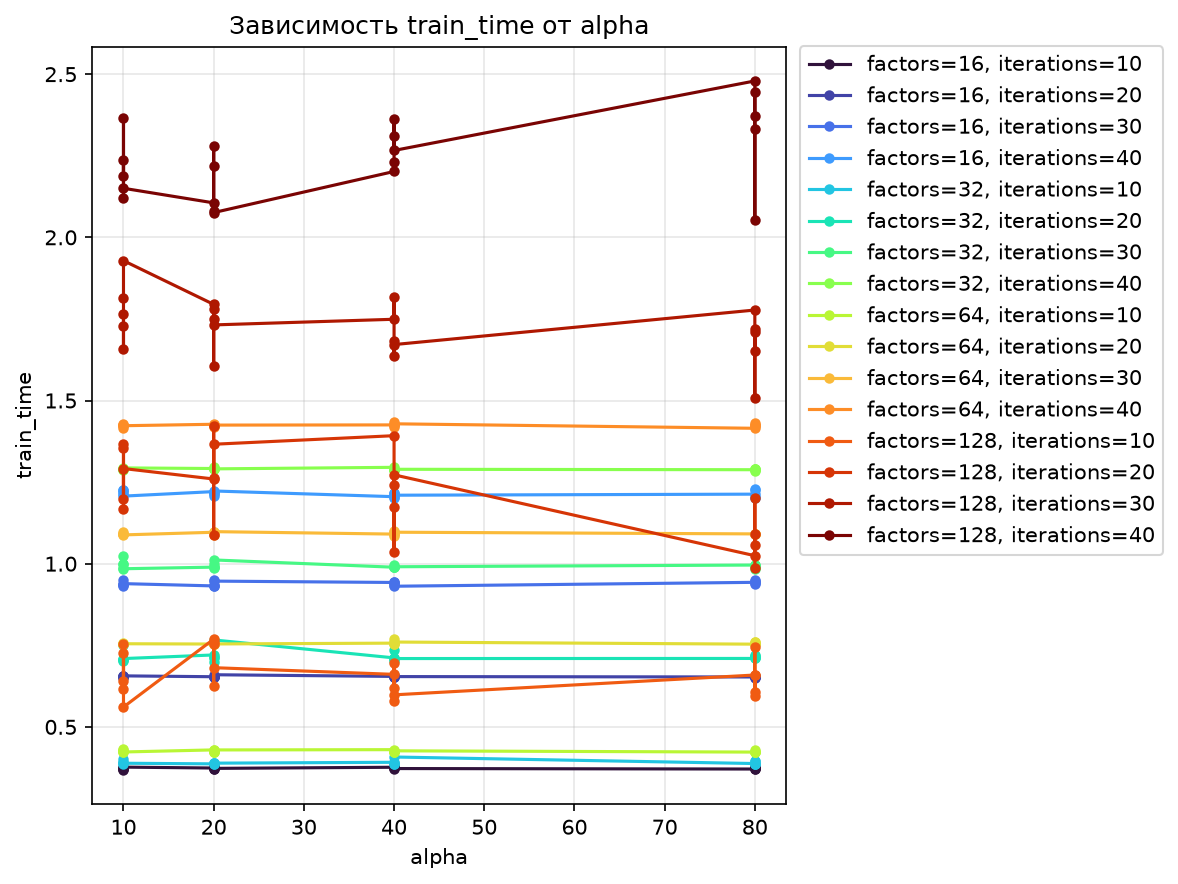 Зависимость train_time от alpha
train_time
2.5
2.0
1.5
1.0
0.5
10
20
30
40
50
60
70
80
alpha
factors=16, iterations=10
factors=16, iterations=20
factors=16, iterations=30
factors=16, iterations=40
factors=32, iterations=10
factors=32, iterations=20
factors=32, iterations=30
factors=32, iterations=40
factors=64, iterations=10
factors=64, iterations=20
factors=64, iterations=30
factors=64, iterations=40
factors=128, iterations=10
factors=128, iterations=20
factors=128, iterations=30
factors=128, iterations=40